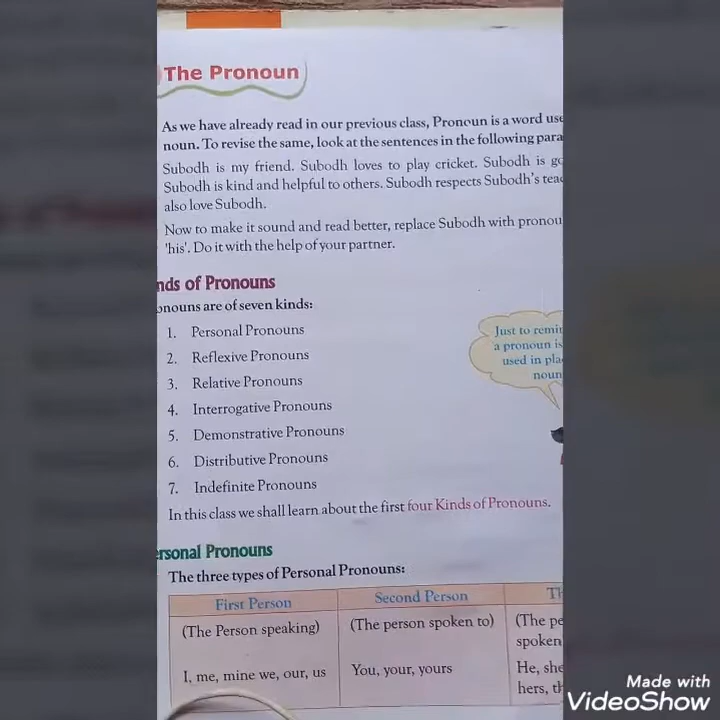 The Pronoun
As we have already read in our previous class, Pronoun is a word use
noun. To revise the same, look at the sentences in the following para
Subodh is my friend. Subodh loves to play cricket. Subodh is go
Subodh is kind and helpful to others. Subodh respects Subodh's tea
also love Subodh.
Now to make it sound and read better, replace Subodh with pronou
'his'. Do it with the help of your partner.
nds of Pronouns
onouns are of seven kinds:
1. Personal Pronouns
2. Reflexive Pronouns
3. Relative Pronouns
4. Interrogative Pronouns
5. Demonstrative Pronouns
6. Distributive Pronouns
7. Indefinite Pronouns
Just to remin
a pronoun is
used in pla
noun
In this class we shall learn about the first four Kinds of Pronouns.
ersonal Pronouns
The three types of Personal Pronouns:
First Person Second Person Th
(The Person speaking) (The person spoken to) (The pe
spoken
I, me, mine we, our, us You, your, yours He, she
hers, th
Made with
VideoShow